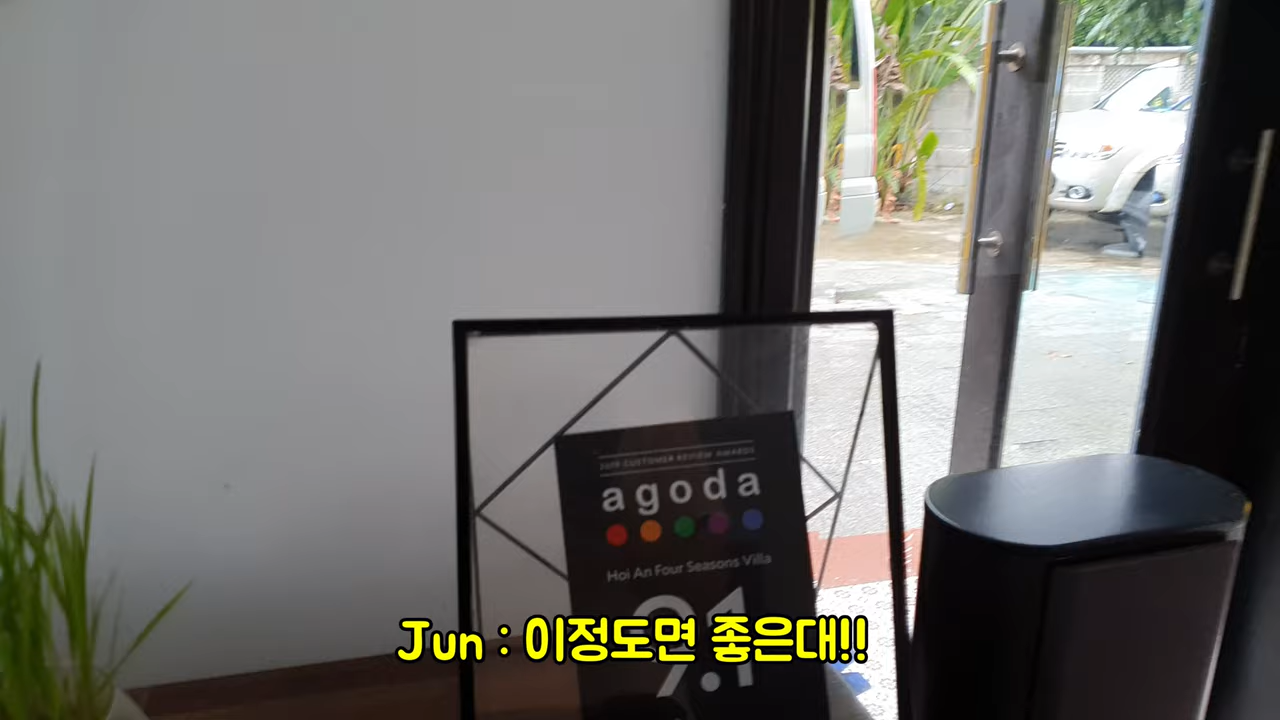 2019 CUSTOMER REVIEW AWARDS
agoda
Hoi An Four Seasons Villa
9.1
Jun : 이정도면 좋은대!!